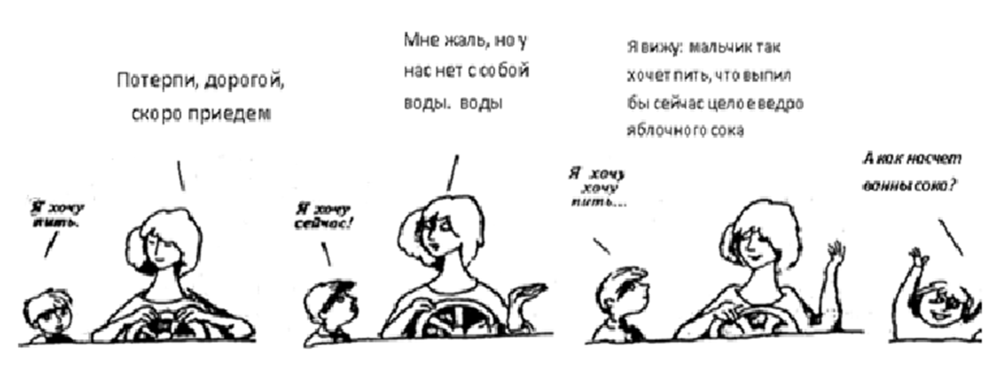 Я хочу
пить.
Потерпи, дорогой,
скоро приедем
Я хочу
сейчас!
Мне жаль, но у
нас нет с собой
воды. воды
Я хочу
хочу
пить...
Я вижу: мальчик так
хочет пить, что выпил
бы сейчас целое ведро
яблочного сока
А как насчет
ванны сока?